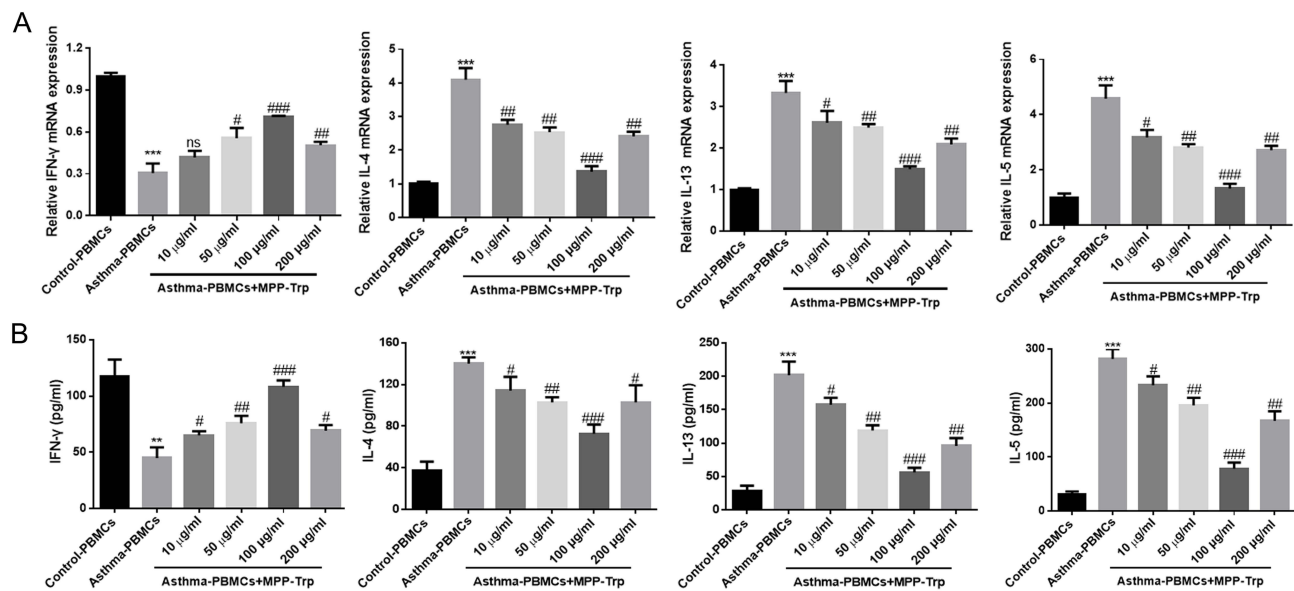 A
Relative IFN-γ mRNA expression
1.2
0.9
0.6
0.3
0.0
***
ns
#
###
##
Control-PBMCs
Asthma-PBMCs
10 μg/ml
50 μg/ml
100 μg/ml
200 μg/ml
Asthma-PBMCs+MPP-Trp
Relative IL-4 mRNA expression
5
4
3
2
1
0
***
##
##
###
##
Control-PBMCs
Asthma-PBMCs
10 μg/ml
50 μg/ml
100 μg/ml
200 μg/ml
Asthma-PBMCs+MPP-Trp
Relative IL-13 mRNA expression
4
3
2
1
0
***
#
##
###
##
Control-PBMCs
Asthma-PBMCs
10 μg/ml
50 μg/ml
100 μg/ml
200 μg/ml
Asthma-PBMCs+MPP-Trp
Relative IL-5 mRNA expression
6
4
2
0
***
#
##
###
##
Control-PBMCs
Asthma-PBMCs
10 μg/ml
50 μg/ml
100 μg/ml
200 μg/ml
Asthma-PBMCs+MPP-Trp
B
IFN-γ (pg/ml)
150
100
50
0
**
#
##
###
#
Control-PBMCs
Asthma-PBMCs
10 μg/ml
50 μg/ml
100 μg/ml
200 μg/ml
Asthma-PBMCs+MPP-Trp
IL-4 (pg/ml)
160
120
80
40
0
***
#
##
###
#
Control-PBMCs
Asthma-PBMCs
10 μg/ml
50 μg/ml
100 μg/ml
200 μg/ml
Asthma-PBMCs+MPP-Trp
IL-13 (pg/ml)
250
200
150
100
50
0
***
#
##
###
##
Control-PBMCs
Asthma-PBMCs
10 μg/ml
50 μg/ml
100 μg/ml
200 μg/ml
Asthma-PBMCs+MPP-Trp
IL-5 (pg/ml)
300
200
100
0
***
#
##
###
##
Control-PBMCs
Asthma-PBMCs
10 μg/ml
50 μg/ml
100 μg/ml
200 μg/ml
Asthma-PBMCs+MPP-Trp